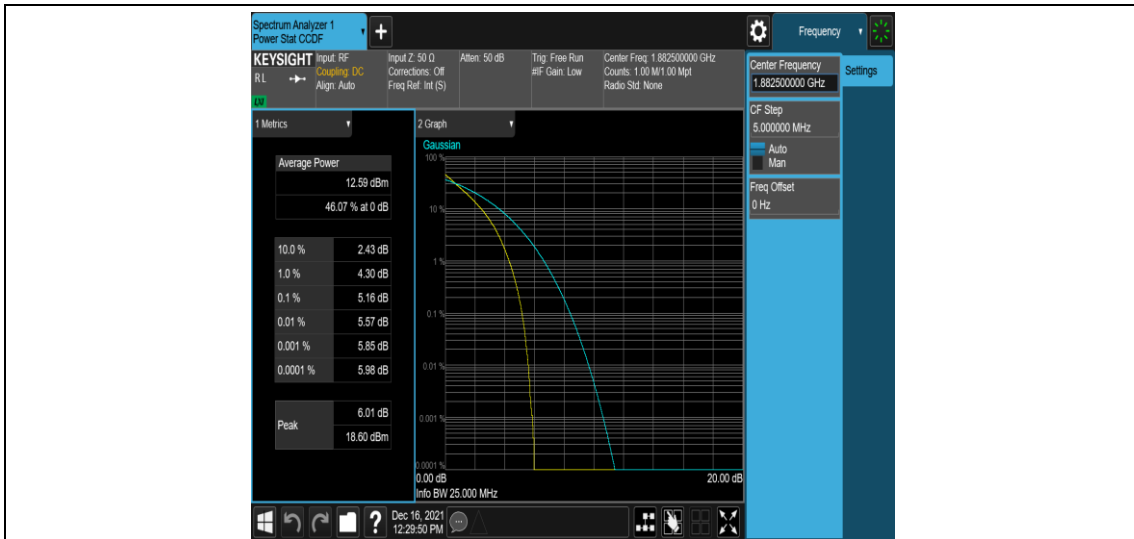 Spectrum Analyzer 1
Power Stat CCDF
+
Frequency
KEYSIGHT
RL
LXI
Input: RF
Coupling: DC
Align: Auto
Input Z: 50 Ω
Corrections: Off
Freq Ref: Int (S)
Atten: 50 dB
Trig: Free Run
#IF Gain: Low
Center Freq: 1.882500000 GHz
Counts: 1.00 M/1.00 Mpt
Radio Std: None
Center Frequency
1.882500000 GHz
Settings
CF Step
5.000000 MHz
Auto
Man
Freq Offset
0 Hz
1 Metrics
Average Power
12.59 dBm
46.07 % at 0 dB
10.0 % 2.43 dB
1.0 % 4.30 dB
0.1 % 5.16 dB
0.01 % 5.57 dB
0.001 % 5.85 dB
0.0001 % 5.98 dB
Peak
6.01 dB
18.60 dBm
2 Graph
Gaussian
100 %
10 %
1 %
0.1 %
0.01 %
0.001 %
0.0001 %
0.00 dB 20.00 dB
Info BW 25.000 MHz
?
Dec 16, 2021
12:29:50 PM